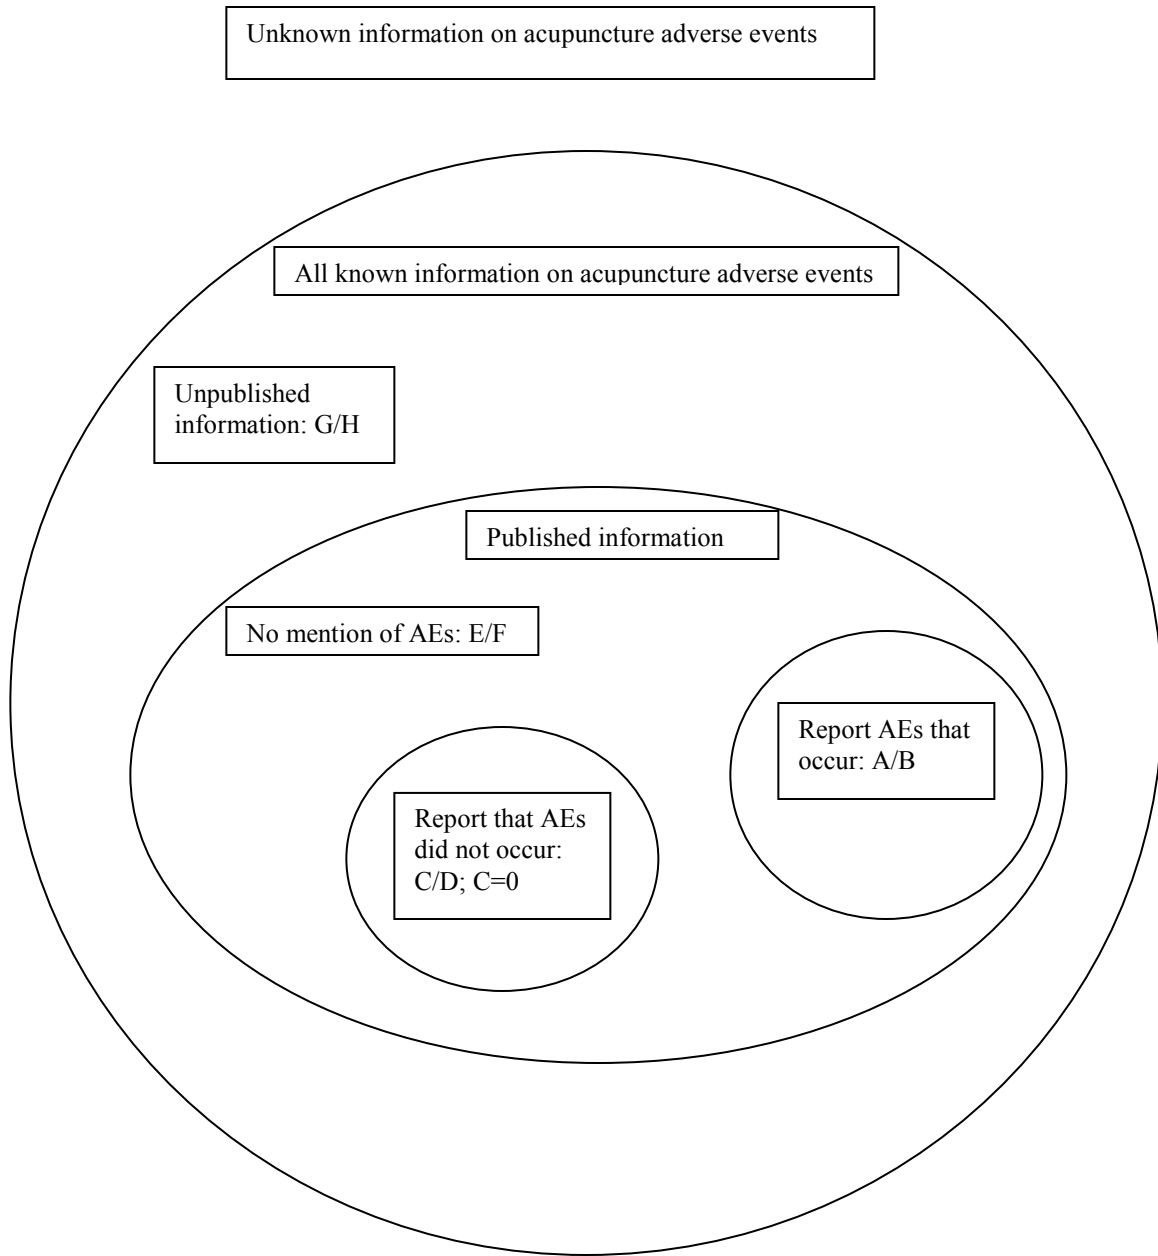 Unknown information on acupuncture adverse events
All known information on acupuncture adverse events
Unpublished
information: G/H
Published information
No mention of AEs: E/F
Report AEs that
occur: A/B
Report that AEs
did not occur:
C/D; C=0